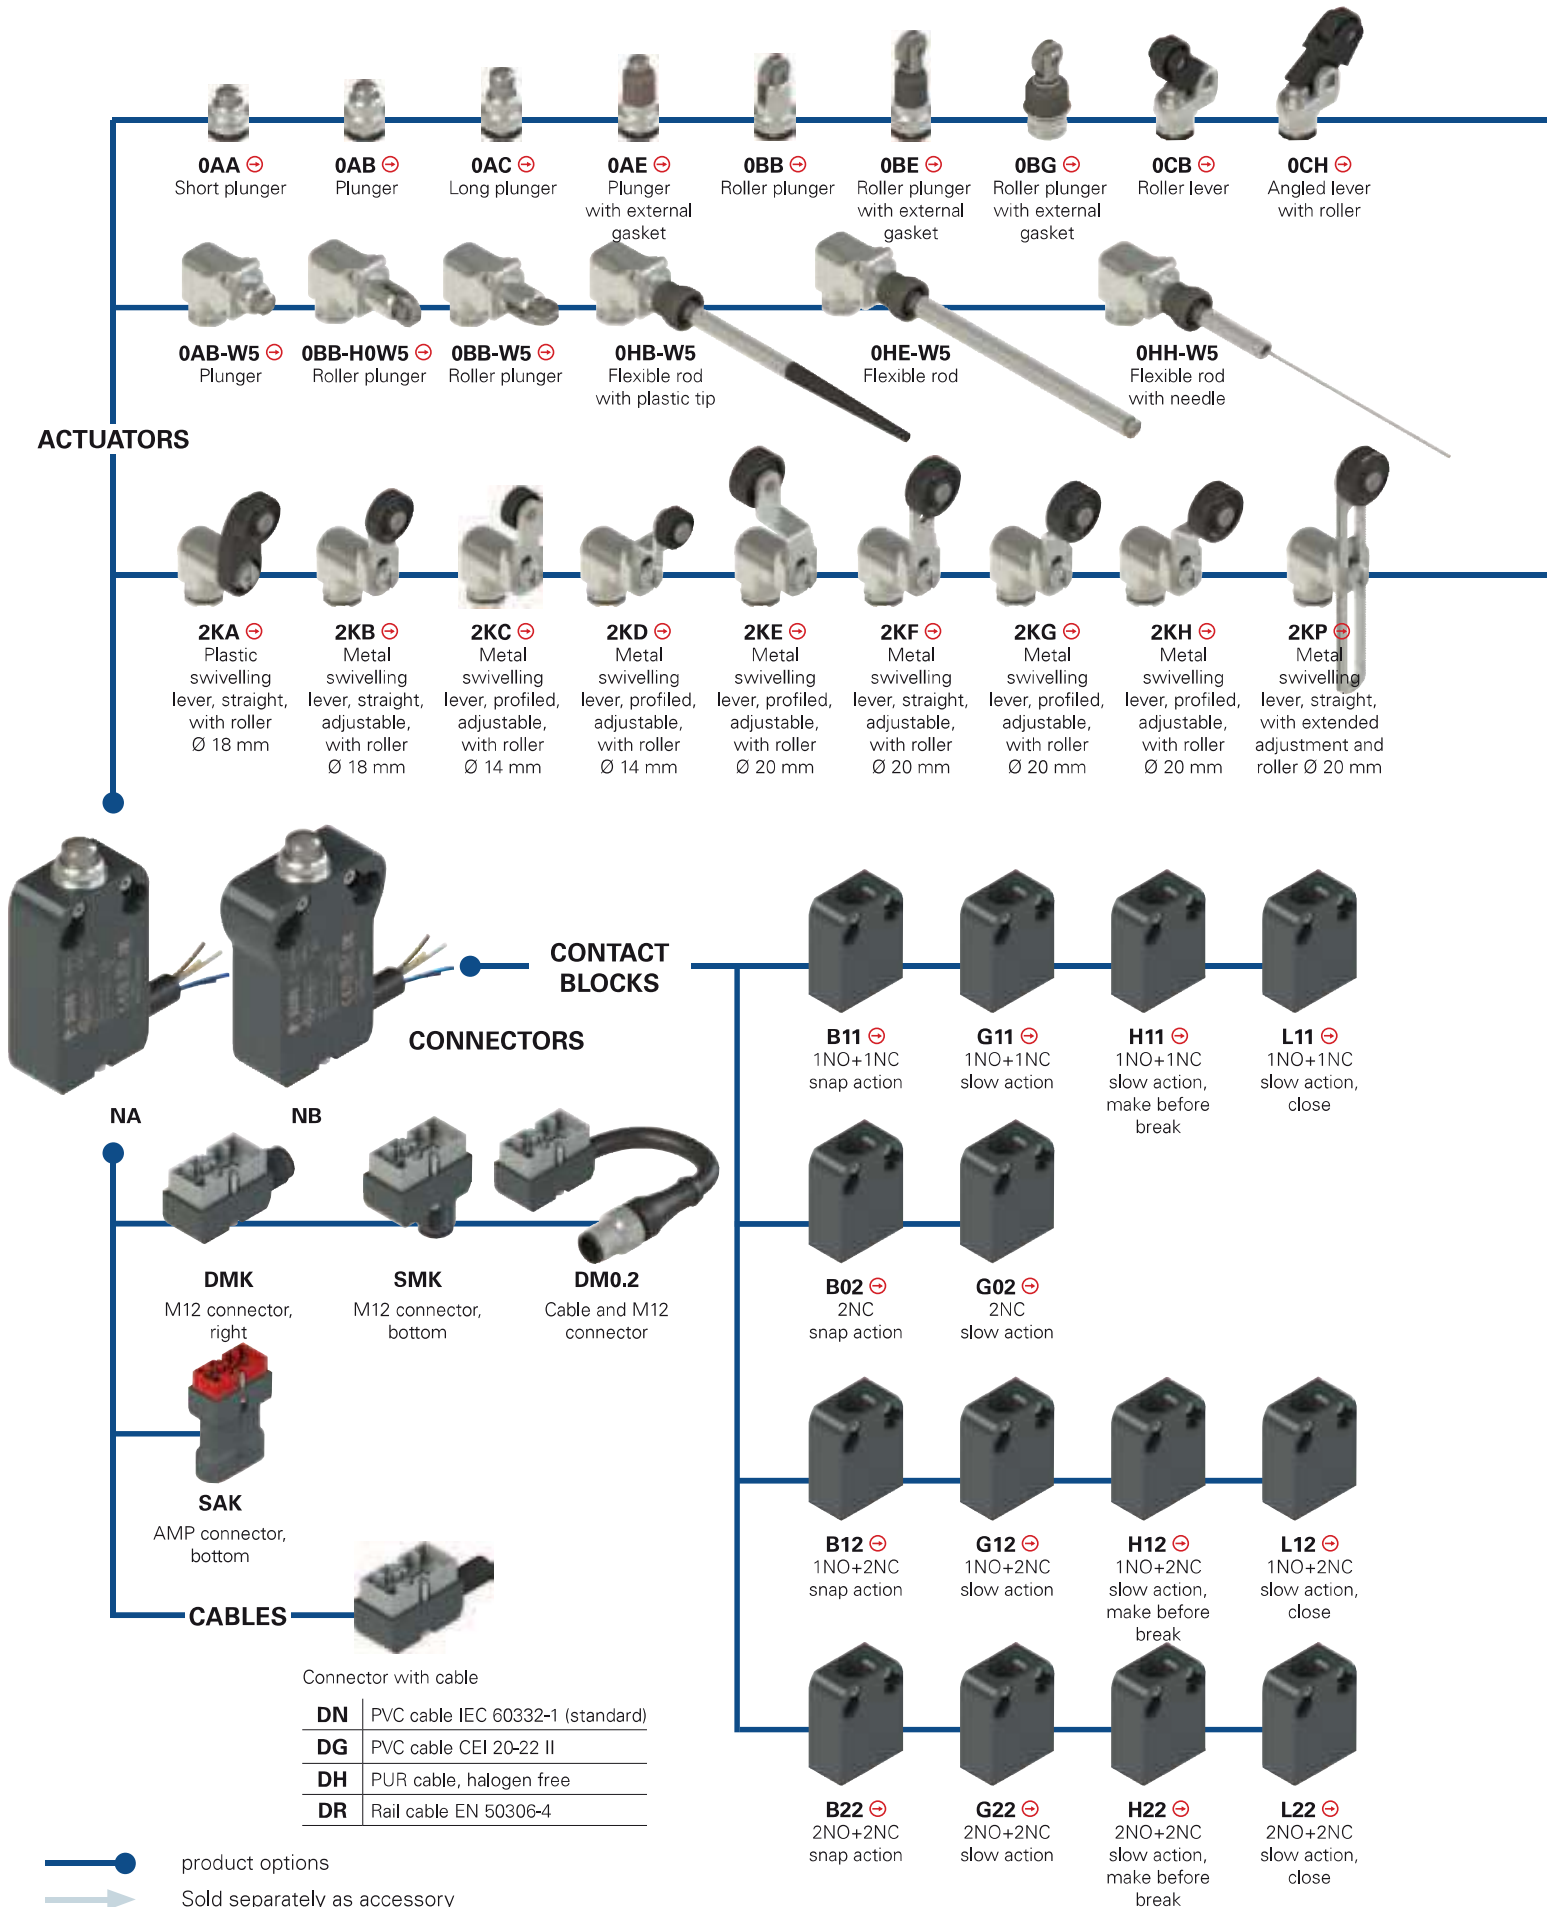 0AA
Short plunger
0AB
Plunger
0AC
Long plunger
0AE
Plunger
with external
gasket
0BB
Roller plunger
0BE
Roller plunger
with external
gasket
0BG
Roller plunger
with external
gasket
0CB
Roller lever
0CH
Angled lever
with roller
0AB-W5
Plunger
0BB-H0W5
Roller plunger
0BB-W5
Roller plunger
0HB-W5
Flexible rod
with plastic tip
0HE-W5
Flexible rod
0HH-W5
Flexible rod
with needle
ACTUATORS
2KA
Plastic
swivelling
lever, straight,
with roller
Ø 18 mm
2KB
Metal
swivelling
lever, straight,
adjustable,
with roller
Ø 18 mm
2KC
Metal
swivelling
lever, profiled,
adjustable,
with roller
Ø 14 mm
2KD
Metal
swivelling
lever, profiled,
adjustable,
with roller
Ø 14 mm
2KE
Metal
swivelling
lever, profiled,
adjustable,
with roller
Ø 20 mm
2KF
Metal
swivelling
lever, straight,
adjustable,
with roller
Ø 20 mm
2KG
Metal
swivelling
lever, profiled,
adjustable,
with roller
Ø 20 mm
2KH
Metal
swivelling
lever, profiled,
adjustable,
with roller
Ø 20 mm
2KP
Metal
swivelling
lever, straight,
with extended
adjustment and
roller Ø 20 mm
CONTACT
BLOCKS
CONNECTORS
NA
NB
B11
1NO+1NC
snap action
G11
1NO+1NC
slow action
H11
1NO+1NC
slow action,
make before
break
L11
1NO+1NC
slow action,
close
DMK
M12 connector,
right
SMK
M12 connector,
bottom
DM0.2
Cable and M12
connector
B02
2NC
snap action
G02
2NC
slow action
SAK
AMP connector,
bottom
B12
1NO+2NC
snap action
G12
1NO+2NC
slow action
H12
1NO+2NC
slow action,
make before
break
L12
1NO+2NC
slow action,
close
CABLES
Connector with cable
DN PVC cable IEC 60332-1 (standard)
DG PVC cable CEI 20-22 II
DH PUR cable, halogen free
DR Rail cable EN 50306-4
B22
2NO+2NC
snap action
G22
2NO+2NC
slow action
H22
2NO+2NC
slow action,
make before
break
L22
2NO+2NC
slow action,
close
product options
Sold separately as accessory